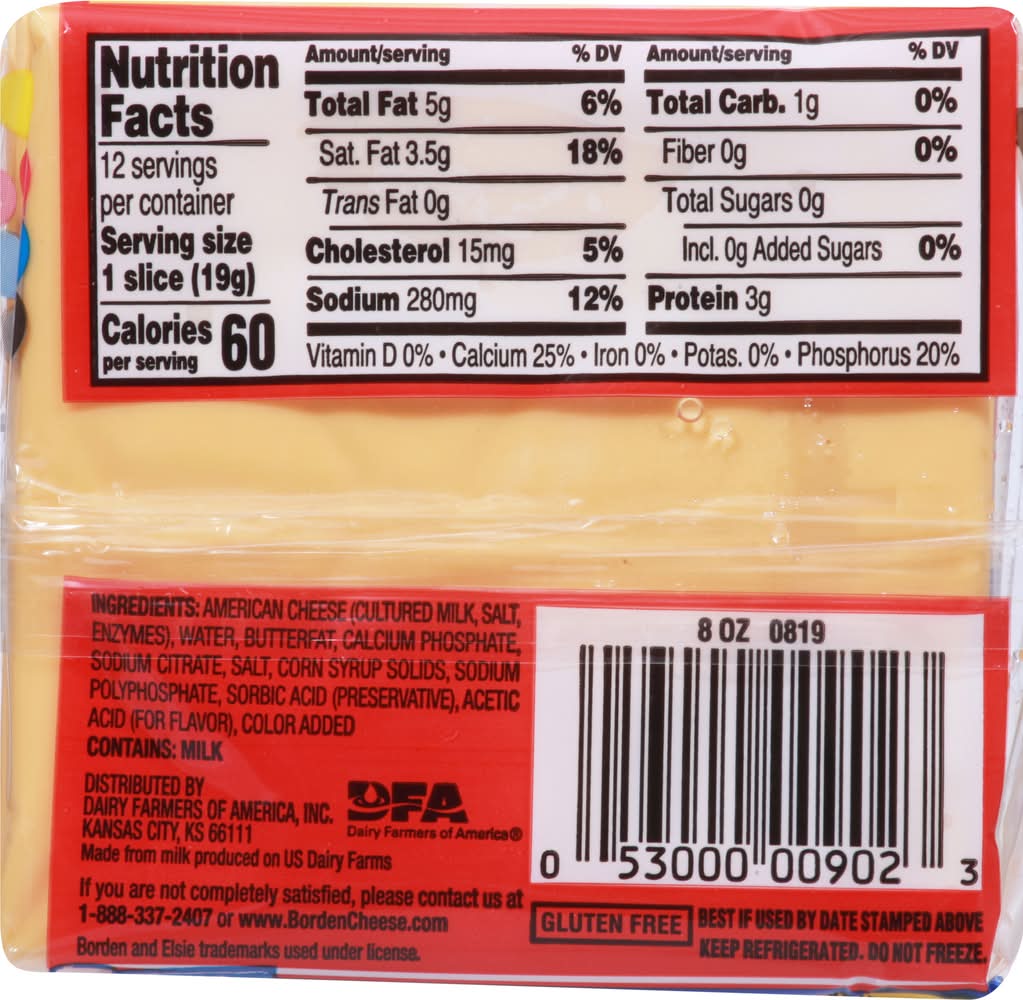 Nutrition
Facts
12 servings
per container
Serving size
1 slice (19g)
Calories 60
per serving
Amount/serving % DV
Total Fat 5g 6%
Sat. Fat 3.5g 18%
Trans Fat 0g
Cholesterol 15mg 5%
Sodium 280mg 12%
Amount/serving % DV
Total Carb. 1g 0%
Fiber 0g 0%
Total Sugars 0g
Incl. 0g Added Sugars 0%
Protein 3g
Vitamin D 0% • Calcium 25% • Iron 0% • Potas. 0% • Phosphorus 20%
INGREDIENTS: AMERICAN CHEESE (CULTURED MILK, SALT,
ENZYMES), WATER, BUTTERFAT, CALCIUM PHOSPHATE,
SODIUM CITRATE, SALT, CORN SYRUP SOLIDS, SODIUM
POLYPHOSPHATE, SORBIC ACID (PRESERVATIVE), ACETIC
ACID (FOR FLAVOR), COLOR ADDED
CONTAINS: MILK
DISTRIBUTED BY
DAIRY FARMERS OF AMERICA, INC.
KANSAS CITY, KS 66111
Made from milk produced on US Dairy Farms
DFA
Dairy Farmers of America®
If you are not completely satisfied, please contact us at
1-888-337-2407 or www.BordenCheese.com
Borden and Elsie trademarks used under license.
8 OZ 0819
0 53000 00902 3
GLUTEN FREE
BEST IF USED BY DATE STAMPED ABOVE
KEEP REFRIGERATED. DO NOT FREEZE.